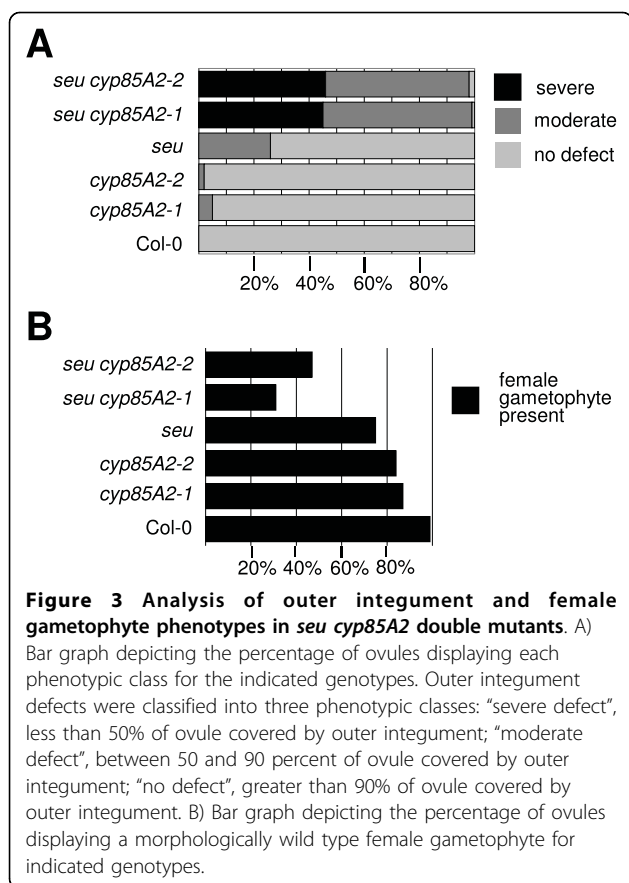 A
seu cyp85A2-2
seu cyp85A2-1
seu
cyp85A2-2
cyp85A2-1
Col-0
severe
moderate
no defect
20% 40% 60% 80%
B
seu cyp85A2-2
seu cyp85A2-1
seu
cyp85A2-2
cyp85A2-1
Col-0
female
gametophyte
present
20% 40% 60% 80%
Figure 3 Analysis of outer integument and female
gametophyte phenotypes in seu cyp85A2 double mutants. A)
Bar graph depicting the percentage of ovules displaying each
phenotypic class for the indicated genotypes. Outer integument
defects were classified into three phenotypic classes: “severe defect”,
less than 50% of ovule covered by outer integument; “moderate
defect”, between 50 and 90 percent of ovule covered by outer
integument; “no defect”, greater than 90% of ovule covered by
outer integument. B) Bar graph depicting the percentage of ovules
displaying a morphologically wild type female gametophyte for
indicated genotypes.